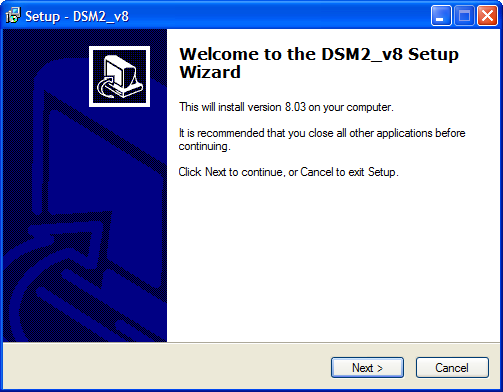 Setup - DSM2_v8
Welcome to the DSM2_v8 Setup
Wizard
This will install version 8.03 on your computer.
It is recommended that you close all other applications before
continuing.
Click Next to continue, or Cancel to exit Setup.
Next >
Cancel